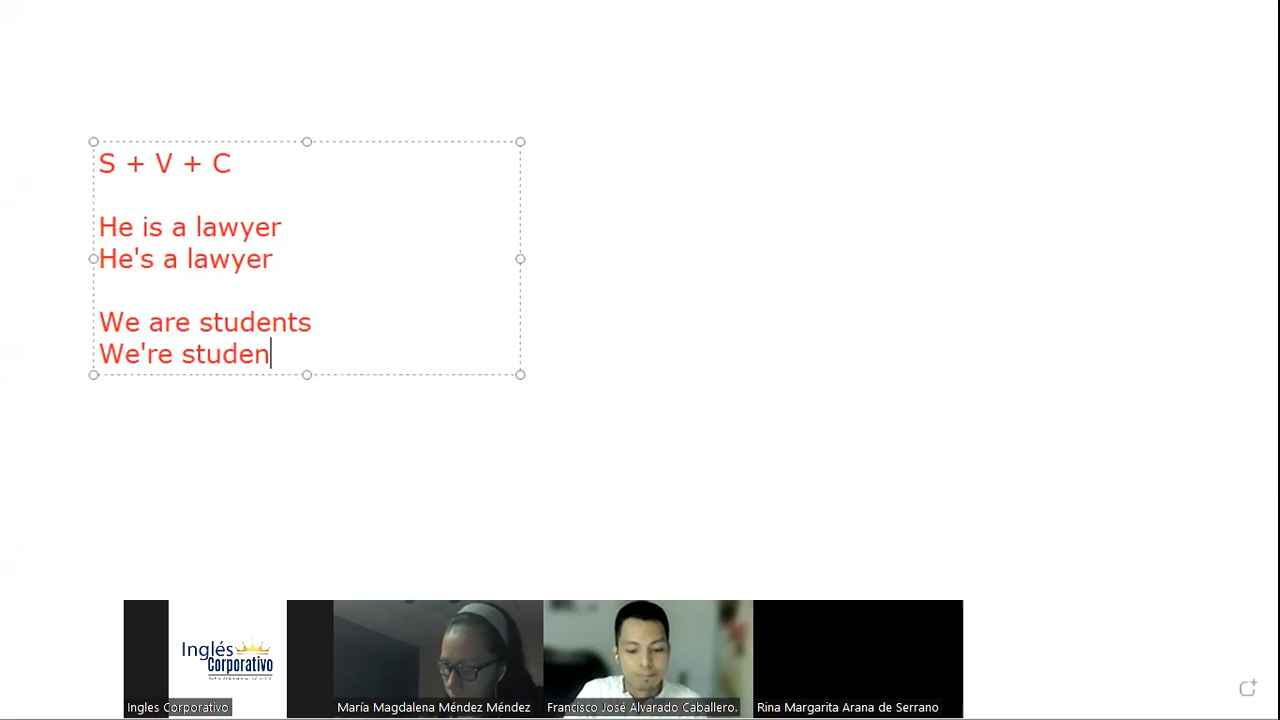 S + V + C
He is a lawyer
He's a lawyer
We are students
We're studen
Inglés
Corporativo
Ingles Corporativo
María Magdalena Méndez Méndez
Francisco José Alvarado Caballero.
Rina Margarita Arana de Serrano